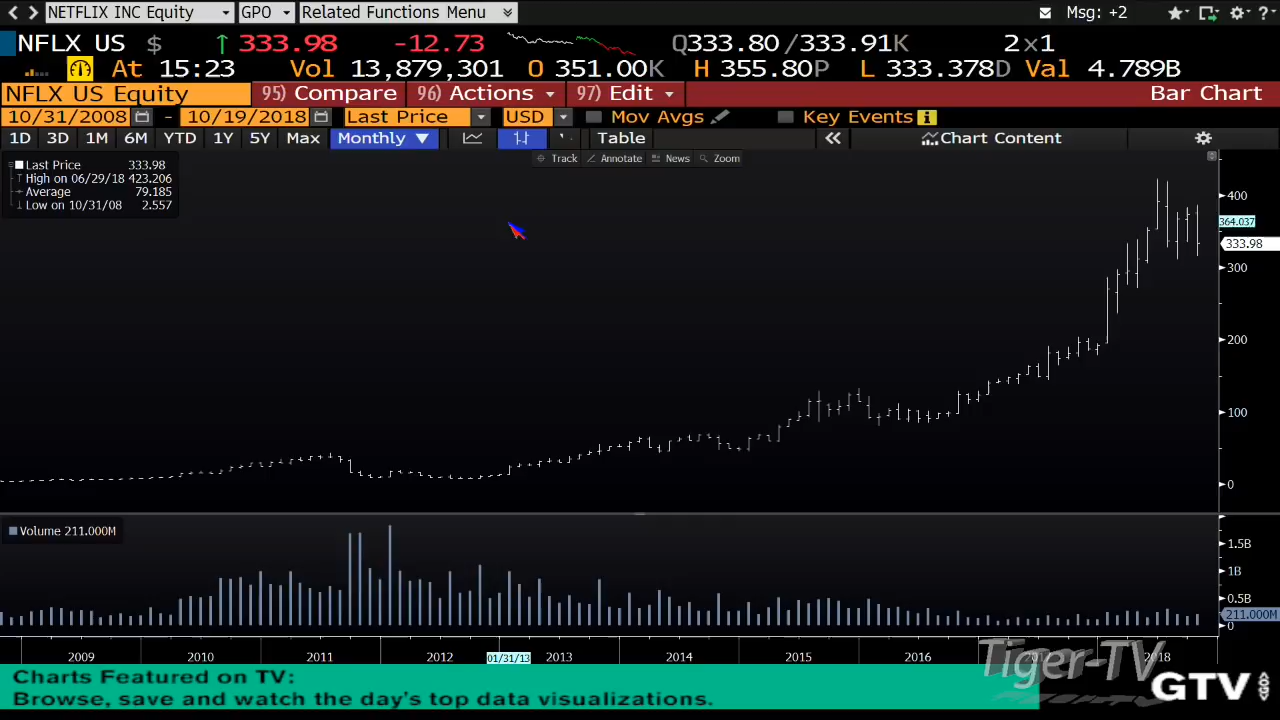 NETFLIX INC Equity GPO Related Functions Menu Msg: +2 ?
NFLX US $ ↑ 333.98 -12.73 Q333.80 / 333.91K 2 x 1
At 15:23 Vol 13,879,301 O 351.00K H 355.80P L 333.378D Val 4.789B
NFLX US Equity 95) Compare 96) Actions 97) Edit Bar Chart
10/31/2008 - 10/19/2018 Last Price USD Mov Avgs Key Events i
1D 3D 1M 6M YTD 1Y 5Y Max Monthly ▼ Table « Chart Content
Track Annotate News Zoom
Last Price 333.98
High on 06/29/18 423.206
Average 79.185
Low on 10/31/08 2.557
400
364.037
333.98
300
200
100
0
Volume 211.000M
1.5B
1B
0.5B
211.000M
0
2009 2010 2011 2012 01/31/13 2013 2014 2015 2016 2017 2018
Tiger-TV
Charts Featured on TV:
Browse, save and watch the day's top data visualizations.
GTV